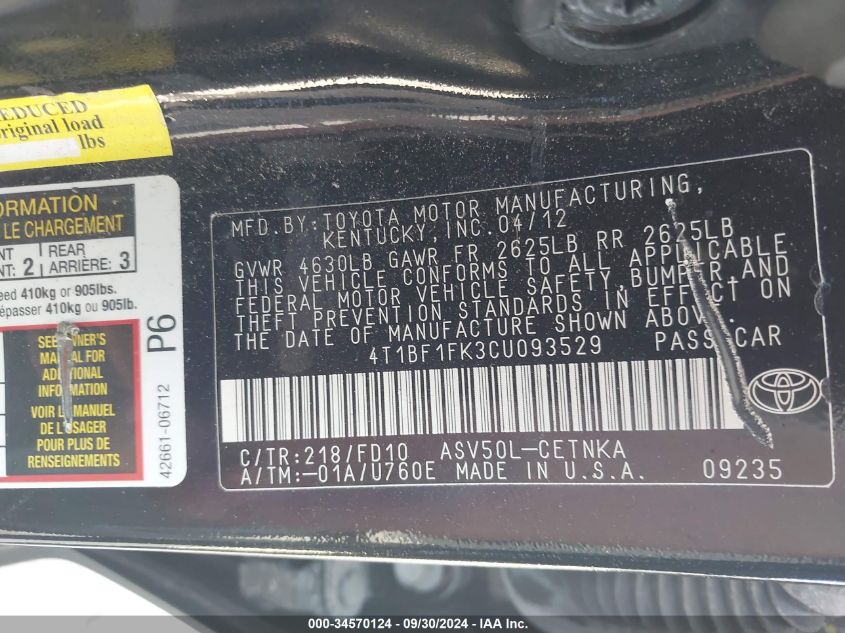 REDUCED
original load
lbs
ORMATION
LE CHARGEMENT
NT: 2 REAR
ARRIÈRE: 3
eed 410kg or 905lbs.
épasser 410kg ou 905lb.
MANUAL FOR
ADDITIONAL
INFORMATION
VOIR LE MANUEL
DE L'USAGER
POUR PLUS DE
RENSEIGNEMENTS
P6
42661-06712
MFD. BY: TOYOTA MOTOR MANUFACTURING,
KENTUCKY, INC. 04/12
GVWR 4630LB GAWR FR 2625LB RR 2625LB
THIS VEHICLE CONFORMS TO ALL APPLICABLE
FEDERAL MOTOR VEHICLE SAFETY, BUMPER, AND
THEFT PREVENTION STANDARDS IN EFFECT ON
THE DATE OF MANUFACTURE SHOWN ABOVE.
4T1BF1FK3CU093529 PASS CAR
C/TR:218/FD10 ASV50L-CETNKA
A/TM:-01A/U760E MADE IN U.S.A. 09235
000-34570124 - 09/30/2024 - IAA Inc.